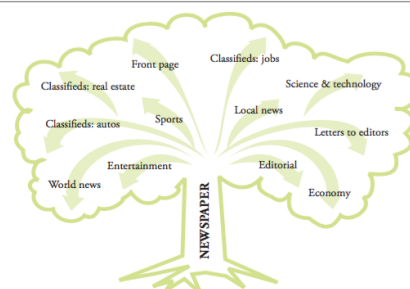 Front page
Classifieds: jobs
Classifieds: real estate
Science & technology
Sports
Local news
Classifieds: autos
Letters to editors
Entertainment
Editorial
World news
Economy
NEWSPAPER